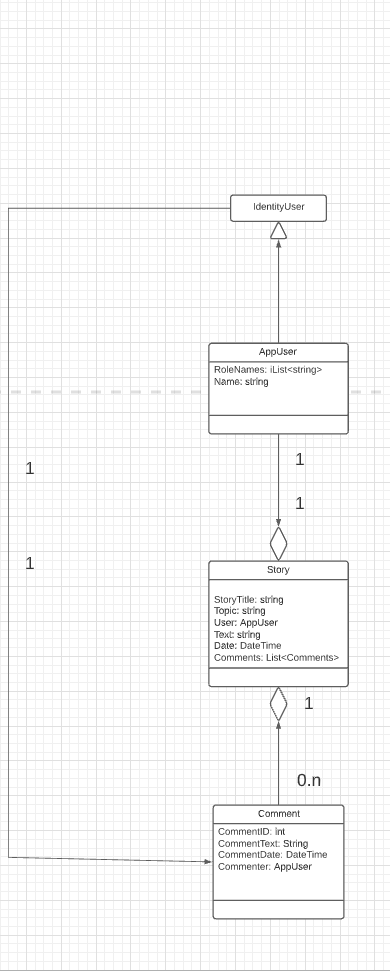 IdentityUser
AppUser
RoleNames: iList<string>
Name: string
1
1
1
1
Story
StoryTitle: string
Topic: string
User: AppUser
Text: string
Date: DateTime
Comments: List<Comments>
1
0.n
Comment
CommentID: int
CommentText: String
CommentDate: DateTime
Commenter: AppUser